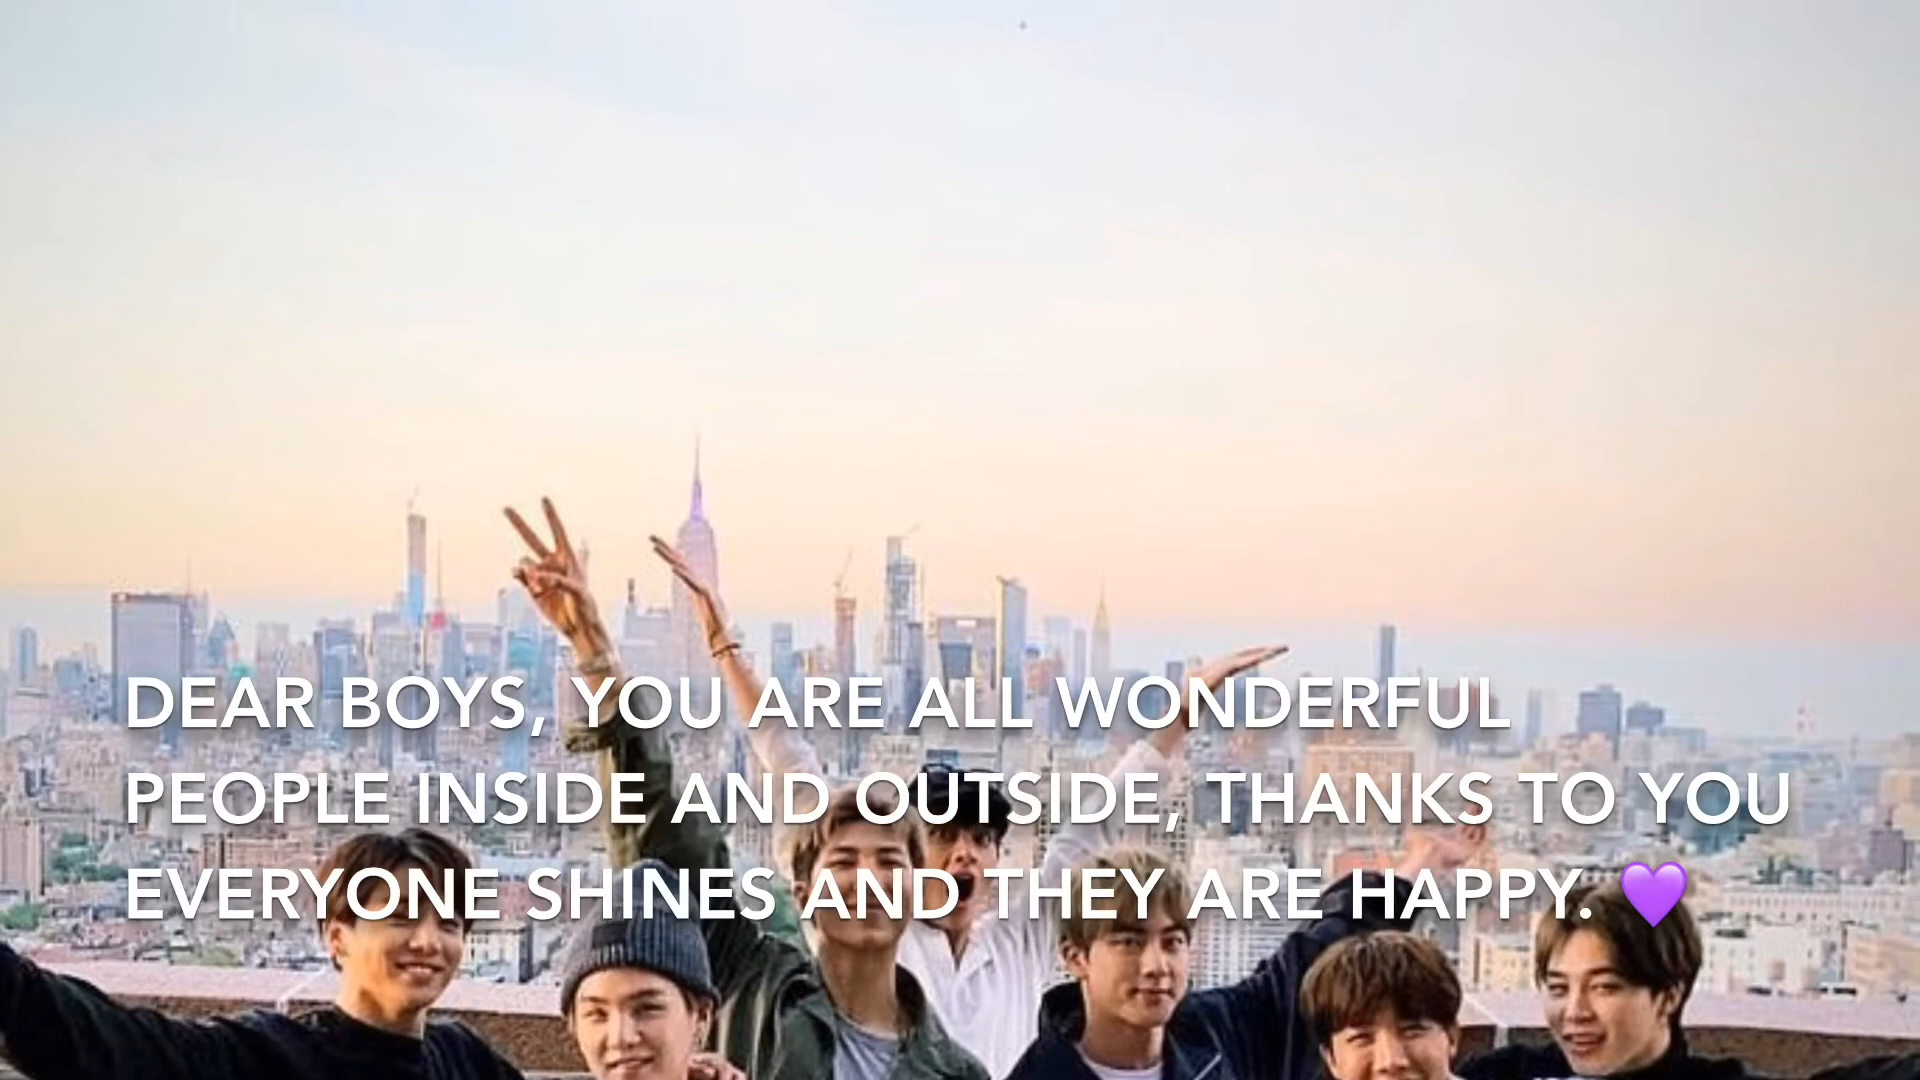 DEAR BOYS, YOU ARE ALL WONDERFUL
PEOPLE INSIDE AND OUTSIDE, THANKS TO YOU
EVERYONE SHINES AND THEY ARE HAPPY. 💜